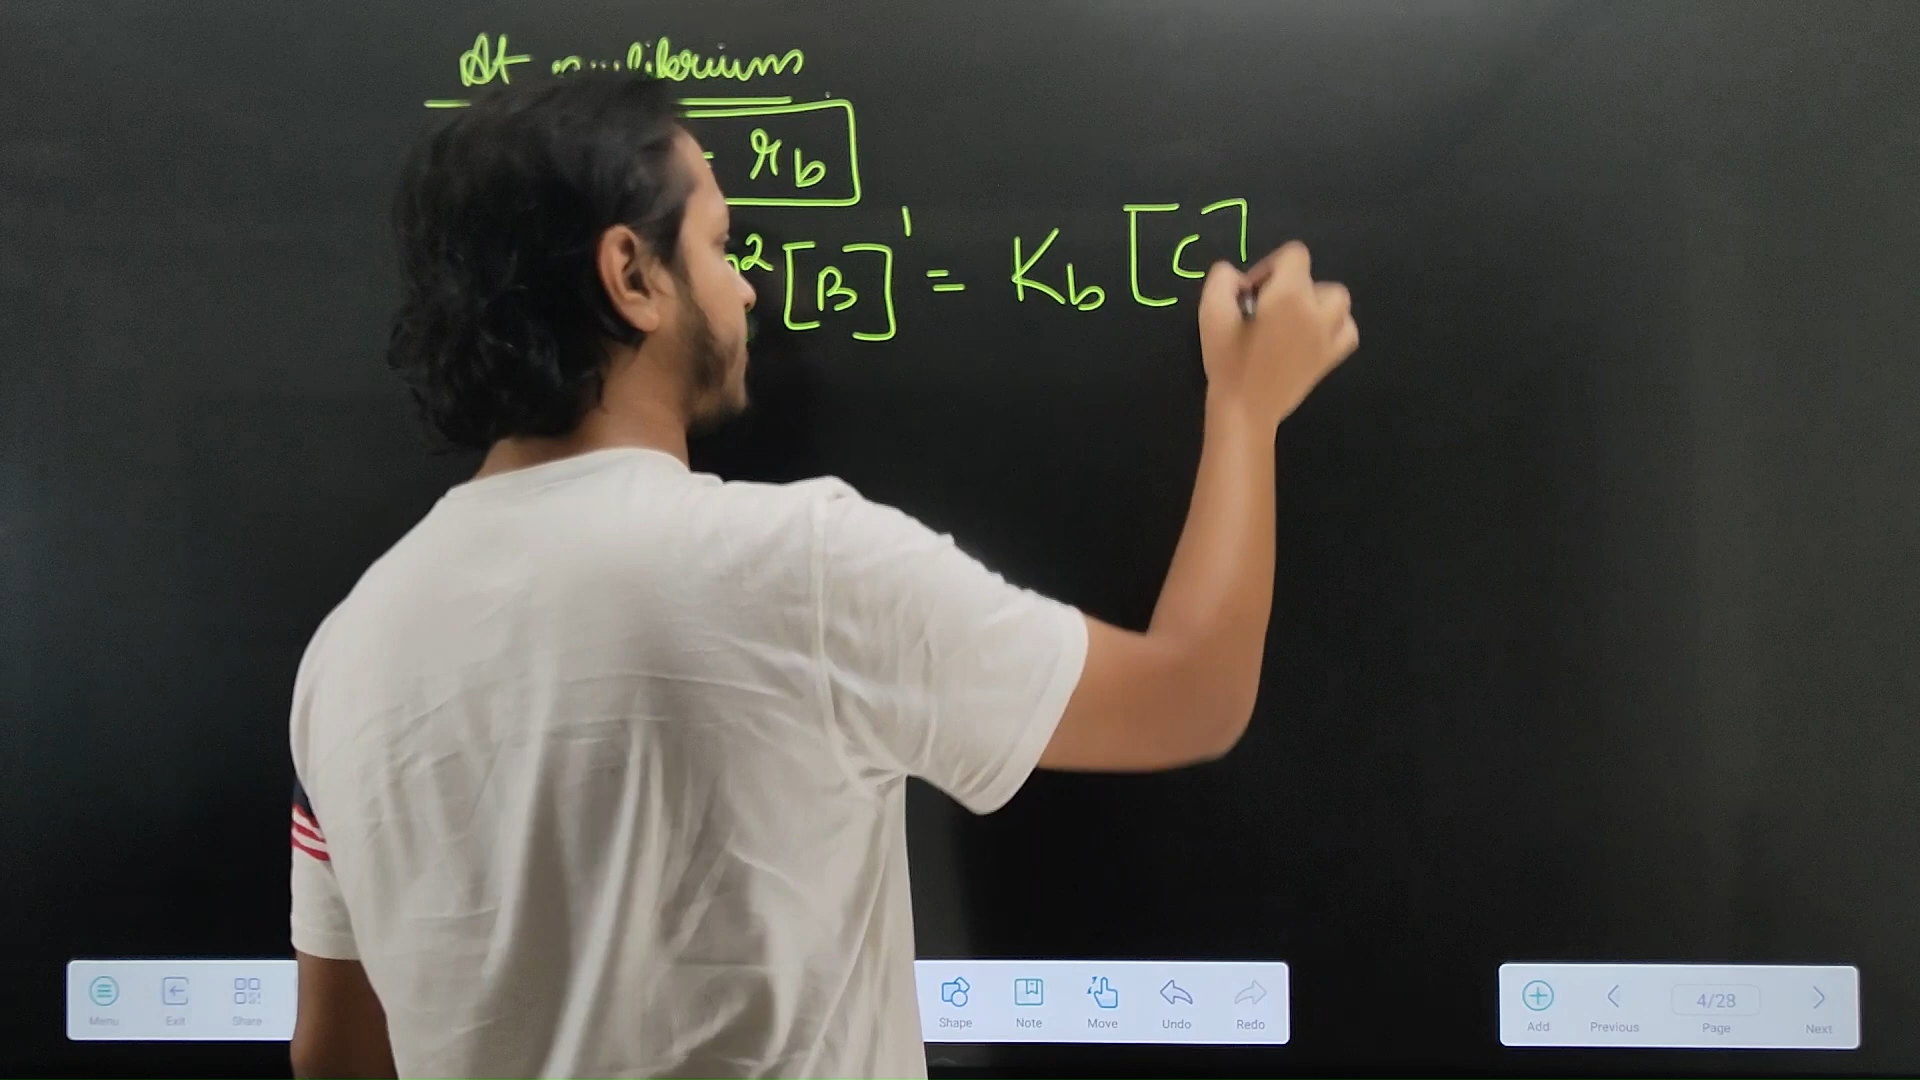 At equilibrium
r_b
²[B]¹ = K_b [C]
Menu Exit Share Shape Note Move Undo Redo
Add Previous 4/28 Page Next